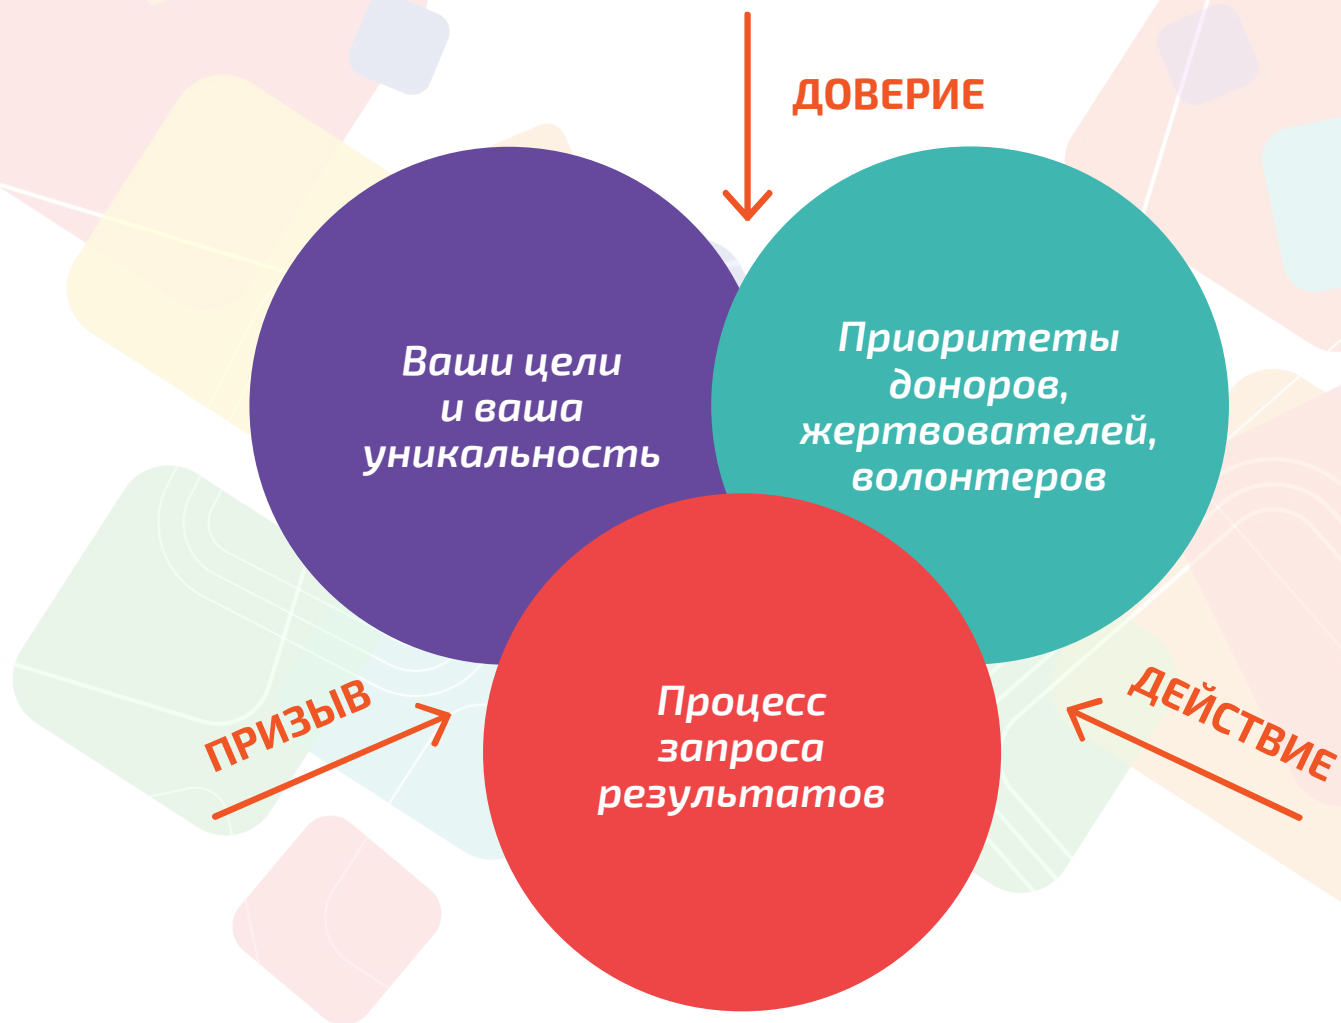 ДОВЕРИЕ
Ваши цели
и ваша
уникальность
Приоритеты
доноров,
жертвователей,
волонтеров
ПРИЗЫВ
Процесс
запроса
результатов
ДЕЙСТВИЕ